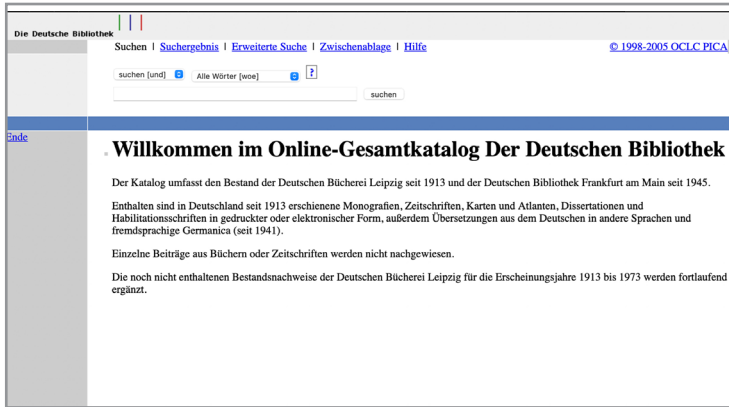 Die Deutsche Bibliothek
Suchen | Suchergebnis | Erweiterte Suche | Zwischenablage | Hilfe
© 1998-2005 OCLC PICA
suchen [und] Alle Wörter [woe] ?
suchen
Ende
Willkommen im Online-Gesamtkatalog Der Deutschen Bibliothek
Der Katalog umfasst den Bestand der Deutschen Bücherei Leipzig seit 1913 und der Deutschen Bibliothek Frankfurt am Main seit 1945.
Enthalten sind in Deutschland seit 1913 erschienene Monografien, Zeitschriften, Karten und Atlanten, Dissertationen und
Habilitationsschriften in gedruckter oder elektronischer Form, außerdem Übersetzungen aus dem Deutschen in andere Sprachen und
fremdsprachige Germanica (seit 1941).
Einzelne Beiträge aus Büchern oder Zeitschriften werden nicht nachgewiesen.
Die noch nicht enthaltenen Bestandsnachweise der Deutschen Bücherei Leipzig für die Erscheinungsjahre 1913 bis 1973 werden fortlaufend
ergänzt.